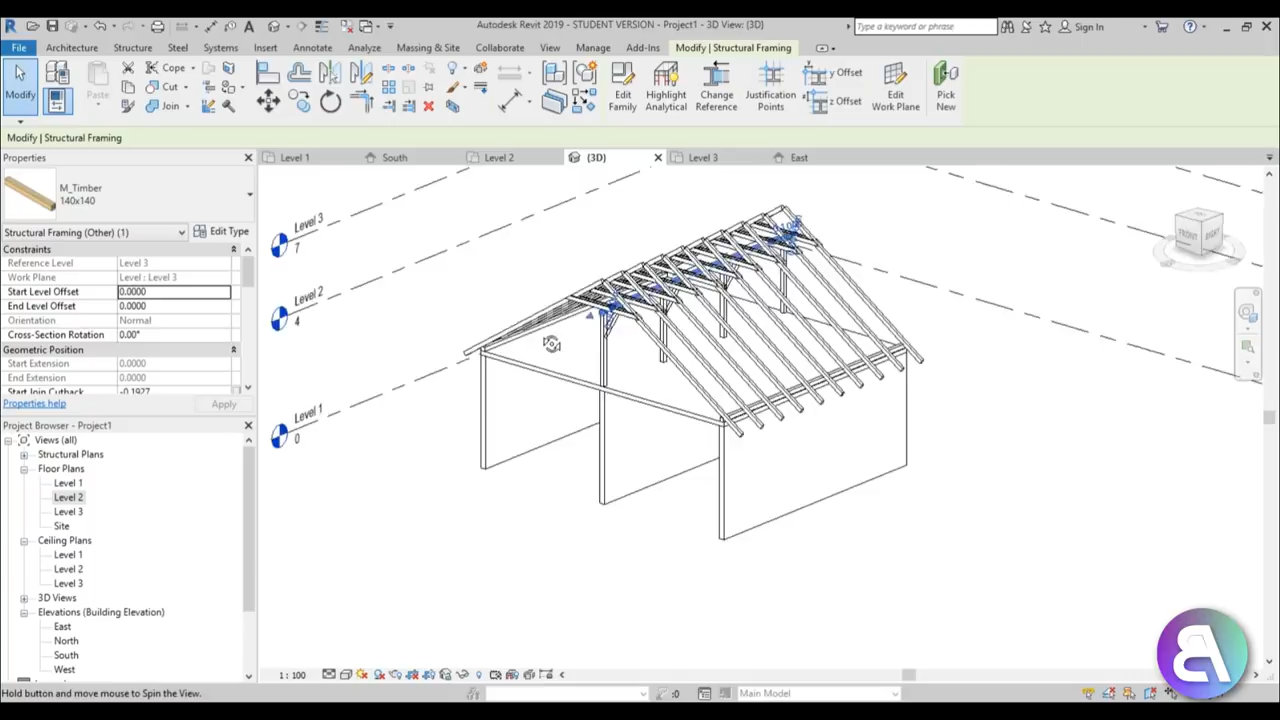 Autodesk Revit 2019 - STUDENT VERSION - Project1 - 3D View: {3D}
Type a keyword or phrase
Sign In
File Architecture Structure Steel Systems Insert Annotate Analyze Massing & Site Collaborate View Manage Add-Ins Modify | Structural Framing
Modify
Paste
Cope
Cut
Join
Edit Family
Highlight Analytical
Change Reference
Justification Points
y Offset
z Offset
Edit Work Plane
Pick New
Modify | Structural Framing
Properties
Level 1 South Level 2 {3D} Level 3 East
M_Timber
140x140
Structural Framing (Other) (1)
Edit Type
Constraints
Reference Level Level 3
Work Plane Level : Level 3
Start Level Offset 0.0000
End Level Offset 0.0000
Orientation Normal
Cross-Section Rotation 0.00°
Geometric Position
Start Extension 0.0000
End Extension 0.0000
Start Join Cutback -0.1927
Properties help
Apply
Project Browser - Project1
Views (all)
Structural Plans
Floor Plans
Level 1
Level 2
Level 3
Site
Ceiling Plans
Level 1
Level 2
Level 3
3D Views
Elevations (Building Elevation)
East
North
South
West
Level 3
7
Level 2
4
Level 1
0
FRONT
RIGHT
1 : 100
Hold button and move mouse to Spin the View.
:0
Main Model